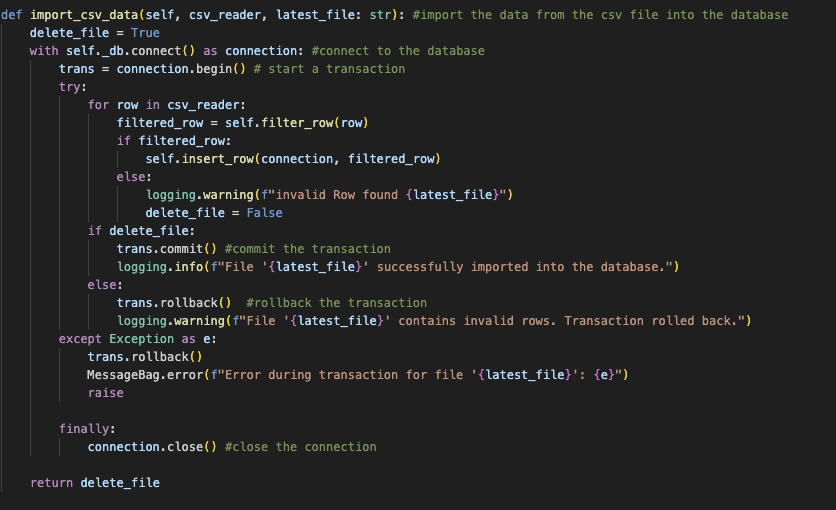 def import_csv_data(self, csv_reader, latest_file: str): #import the data from the csv file into the database
    delete_file = True
    with self._db.connect() as connection: #connect to the database
        trans = connection.begin() # start a transaction
        try:
            for row in csv_reader:
                filtered_row = self.filter_row(row)
                if filtered_row:
                    self.insert_row(connection, filtered_row)
                else:
                    logging.warning(f"invalid Row found {latest_file}")
                    delete_file = False
            if delete_file:
                trans.commit() #commit the transaction
                logging.info(f"File '{latest_file}' successfully imported into the database.")
            else:
                trans.rollback()  #rollback the transaction
                logging.warning(f"File '{latest_file}' contains invalid rows. Transaction rolled back.")
        except Exception as e:
            trans.rollback()
            MessageBag.error(f"Error during transaction for file '{latest_file}': {e}")
            raise

        finally:
            connection.close() #close the connection

    return delete_file